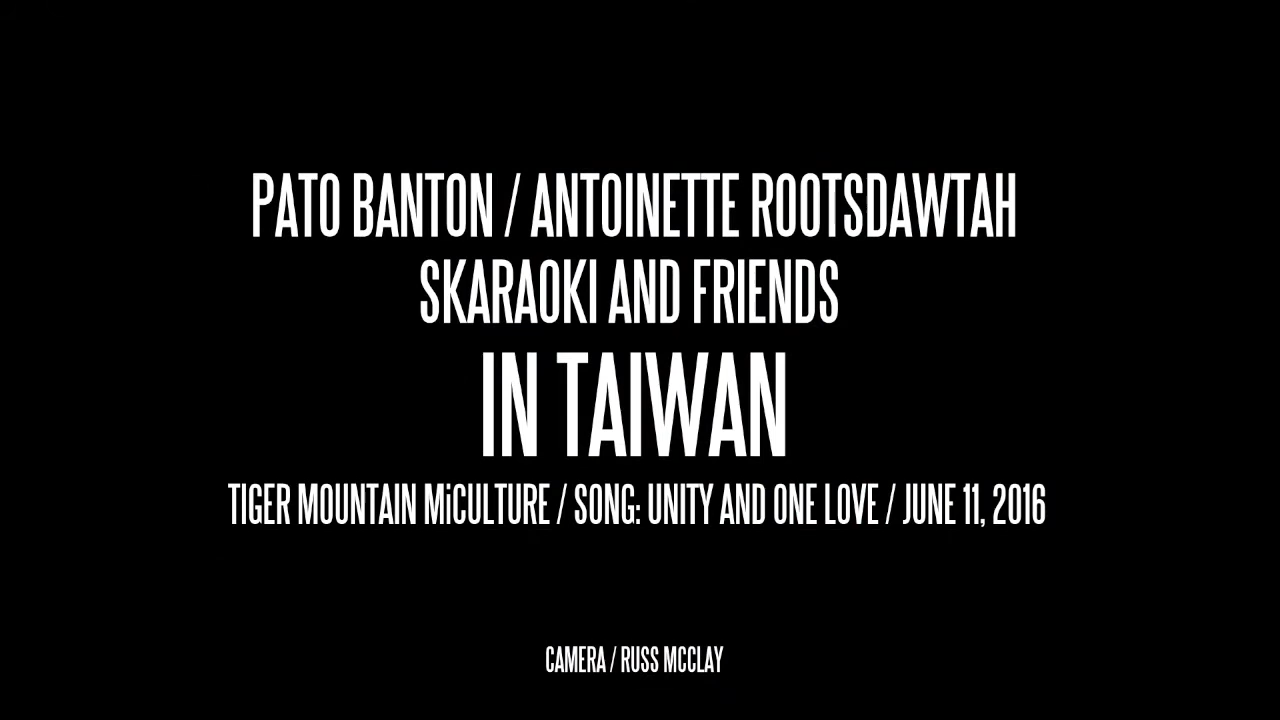 PATO BANTON / ANTOINETTE ROOTSDAWTAH
SKARAOKI AND FRIENDS
IN TAIWAN
TIGER MOUNTAIN MiCULTURE / SONG: UNITY AND ONE LOVE / JUNE 11, 2016
CAMERA / RUSS MCCLAY